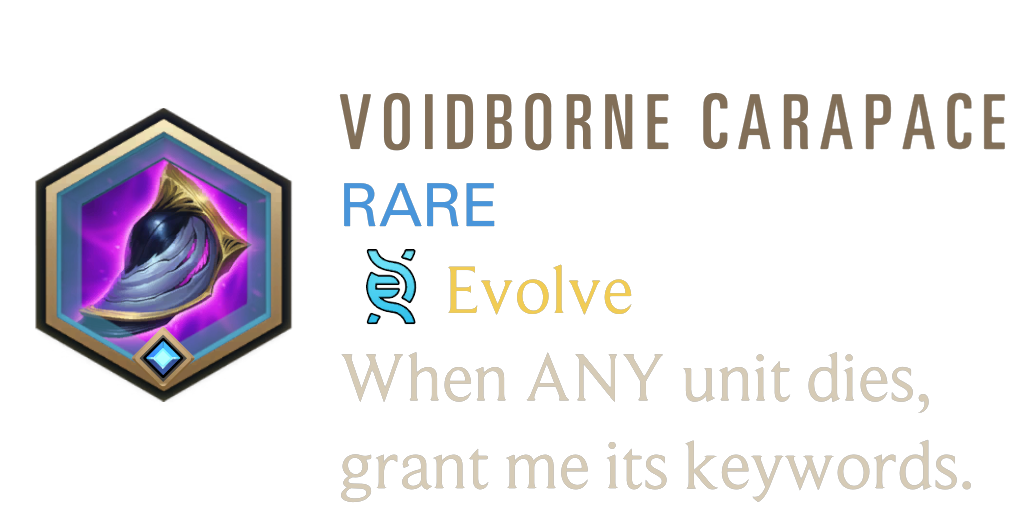 VOIDBORNE CARAPACE
RARE
Evolve
When ANY unit dies,
grant me its keywords.